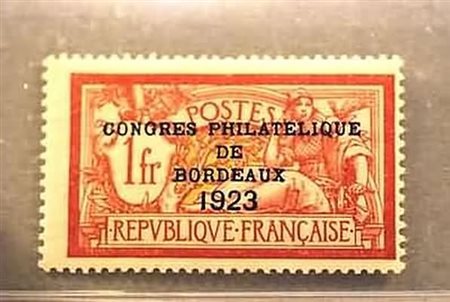 POSTES
CONGRES PHILATELIQUE
1fr DE
BORDEAUX
1923
·REPVBLIQVE·FRANÇAISE·